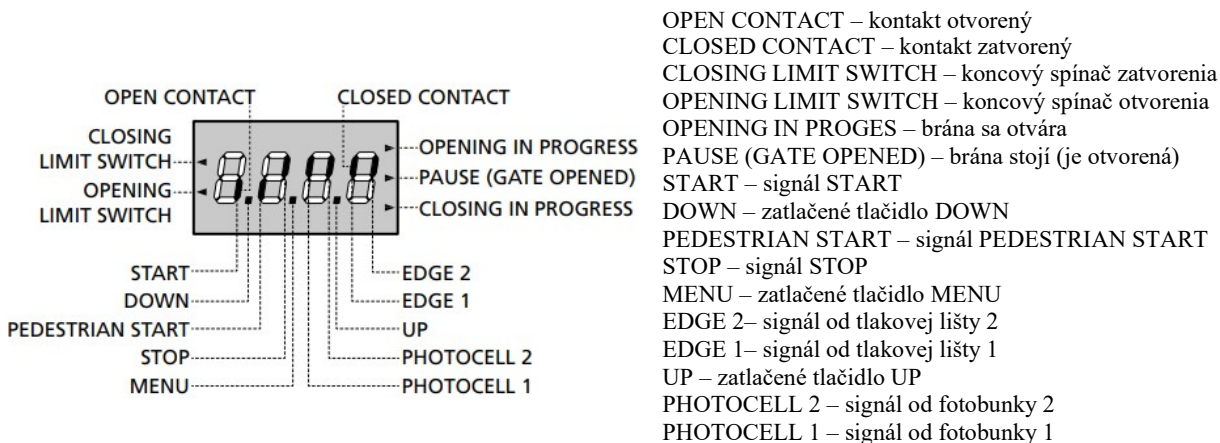 OPEN CONTACT
CLOSED CONTACT
CLOSING
LIMIT SWITCH
OPENING
LIMIT SWITCH
8.8.8.8
OPENING IN PROGRESS
PAUSE (GATE OPENED)
CLOSING IN PROGRESS
START
DOWN
PEDESTRIAN START
STOP
MENU
EDGE 2
EDGE 1
UP
PHOTOCELL 2
PHOTOCELL 1
OPEN CONTACT – kontakt otvorený
CLOSED CONTACT – kontakt zatvorený
CLOSING LIMIT SWITCH – koncový spínač zatvorenia
OPENING LIMIT SWITCH – koncový spínač otvorenia
OPENING IN PROGES – brána sa otvára
PAUSE (GATE OPENED) – brána stojí (je otvorená)
START – signál START
DOWN – zatlačené tlačidlo DOWN
PEDESTRIAN START – signál PEDESTRIAN START
STOP – signál STOP
MENU – zatlačené tlačidlo MENU
EDGE 2– signál od tlakovej lišty 2
EDGE 1– signál od tlakovej lišty 1
UP – zatlačené tlačidlo UP
PHOTOCELL 2 – signál od fotobunky 2
PHOTOCELL 1 – signál od fotobunky 1